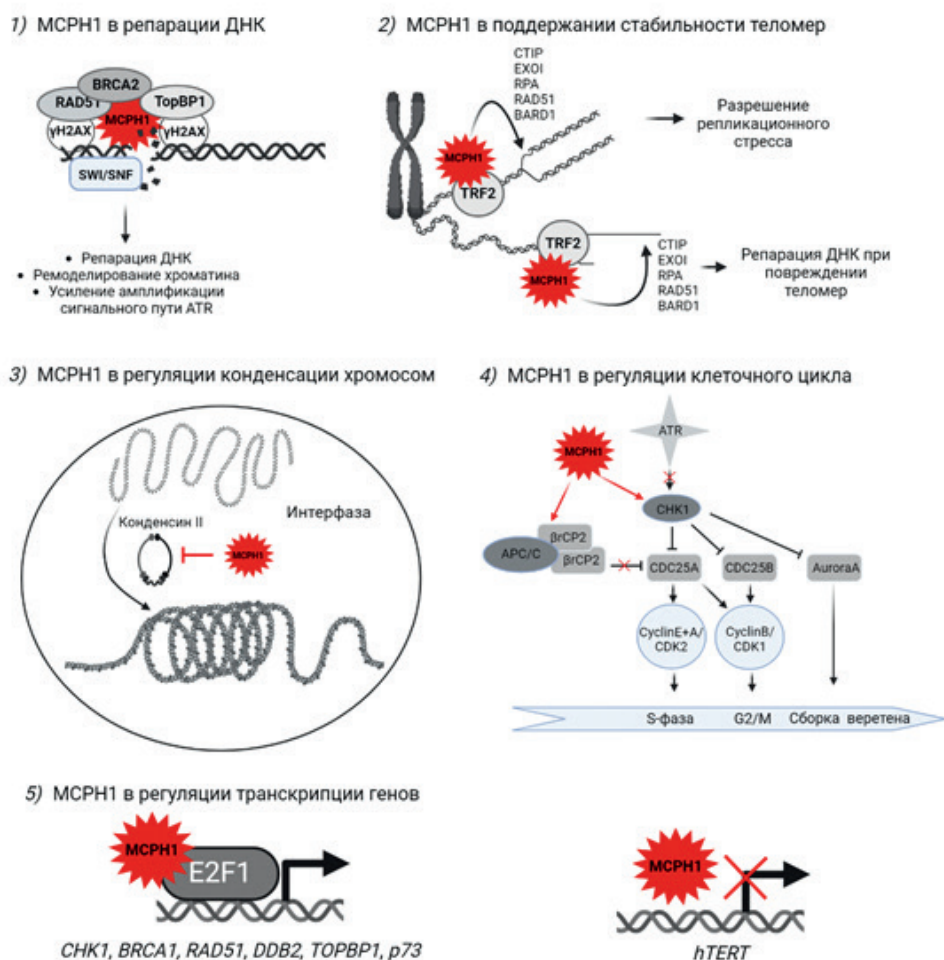 1) MCPH1 в репарации ДНК
BRCA2
RAD51
TopBP1
MCPH1
γH2AX
γH2AX
SWI/SNF
• Репарация ДНК
• Ремоделирование хроматина
• Усиление амплификации
сигнального пути ATR
2) MCPH1 в поддержании стабильности теломер
CTIP
EXOI
RPA
RAD51
BARD1
MCPH1
TRF2
Разрешение
репликационного
стресса
TRF2
MCPH1
CTIP
EXOI
RPA
RAD51
BARD1
Репарация ДНК при
повреждении
теломер
3) MCPH1 в регуляции конденсации хромосом
Интерфаза
Конденсин II
MCPH1
4) MCPH1 в регуляции клеточного цикла
ATR
MCPH1
CHK1
βrCP2
APC/C
βrCP2
CDC25A
CDC25B
AuroraA
CyclinE+A/
CDK2
CyclinB/
CDK1
S-фаза
G2/M
Сборка веретена
5) MCPH1 в регуляции транскрипции генов
MCPH1
E2F1
CHK1, BRCA1, RAD51, DDB2, TOPBP1, p73
MCPH1
hTERT